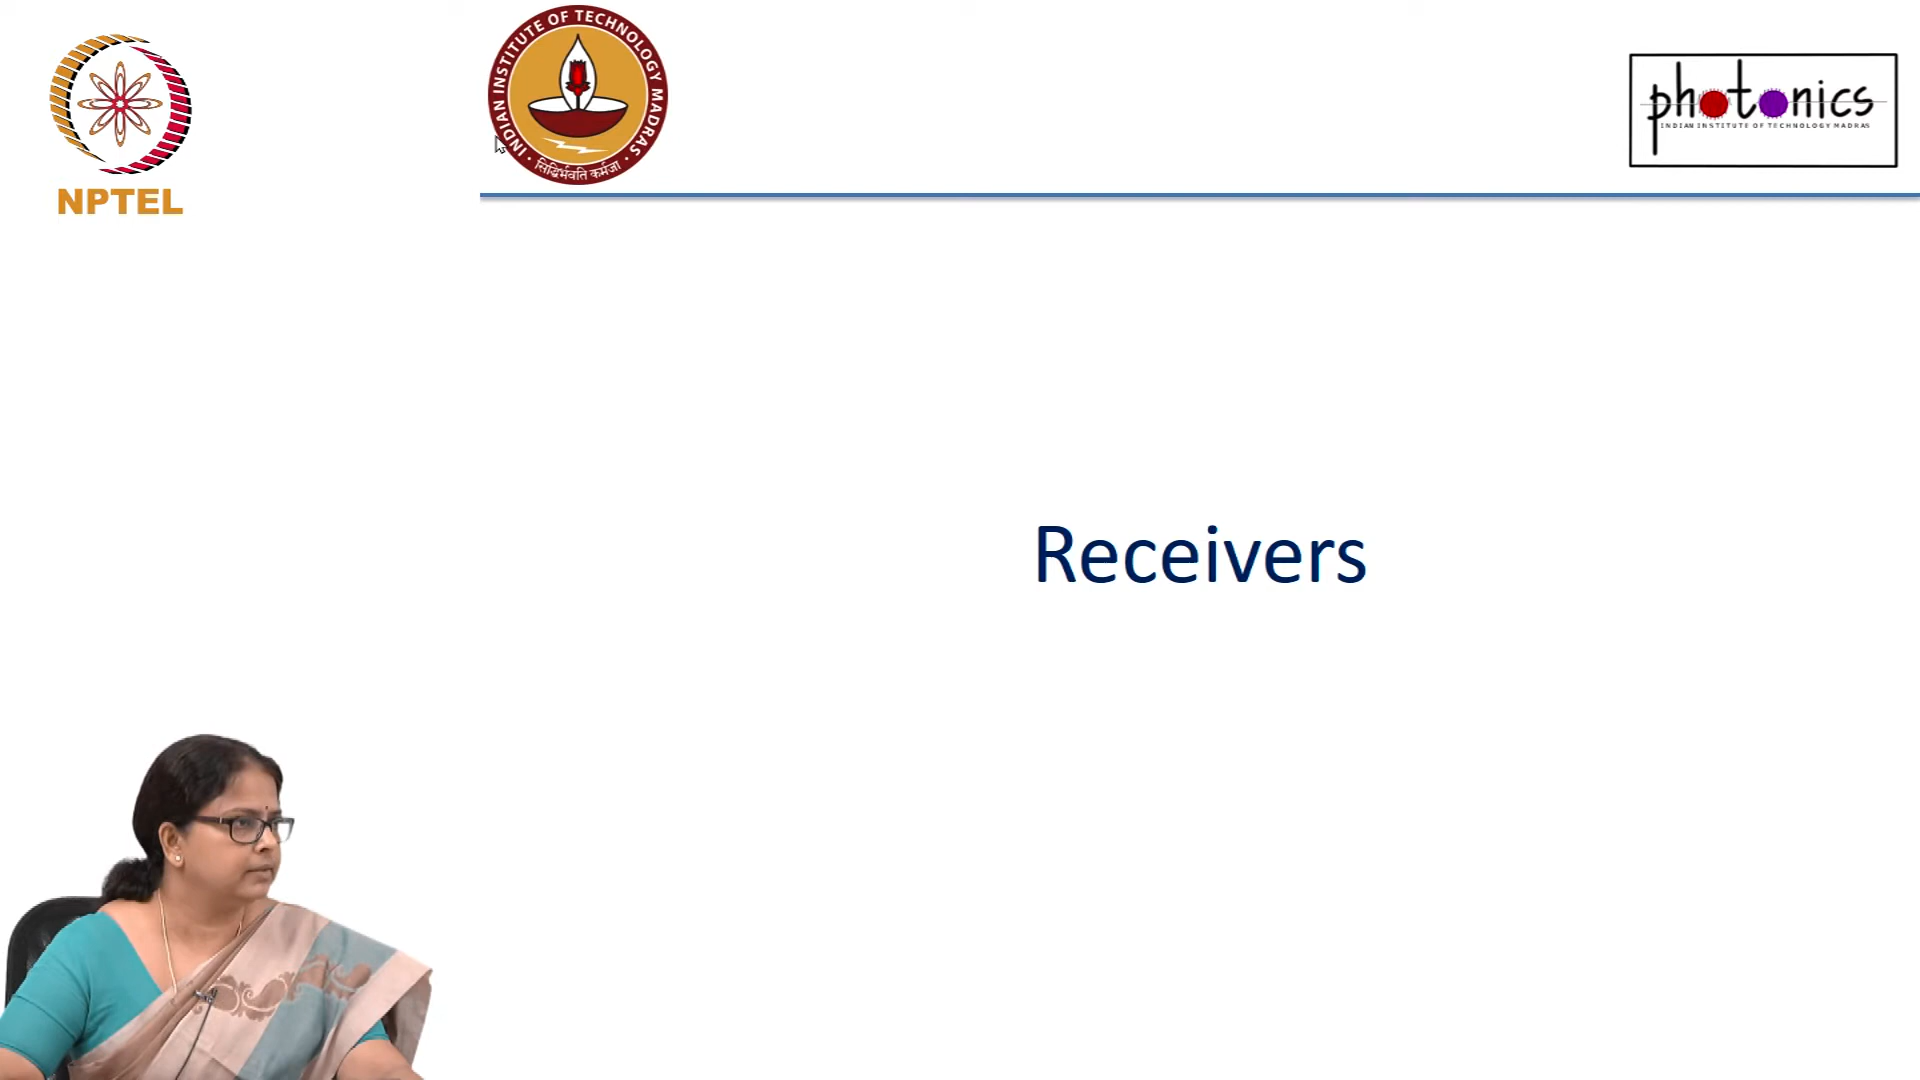 NPTEL
INDIAN INSTITUTE OF TECHNOLOGY MADRAS
सिद्धिर्भवति कर्मजा
photonics
INDIAN INSTITUTE OF TECHNOLOGY MADRAS
Receivers